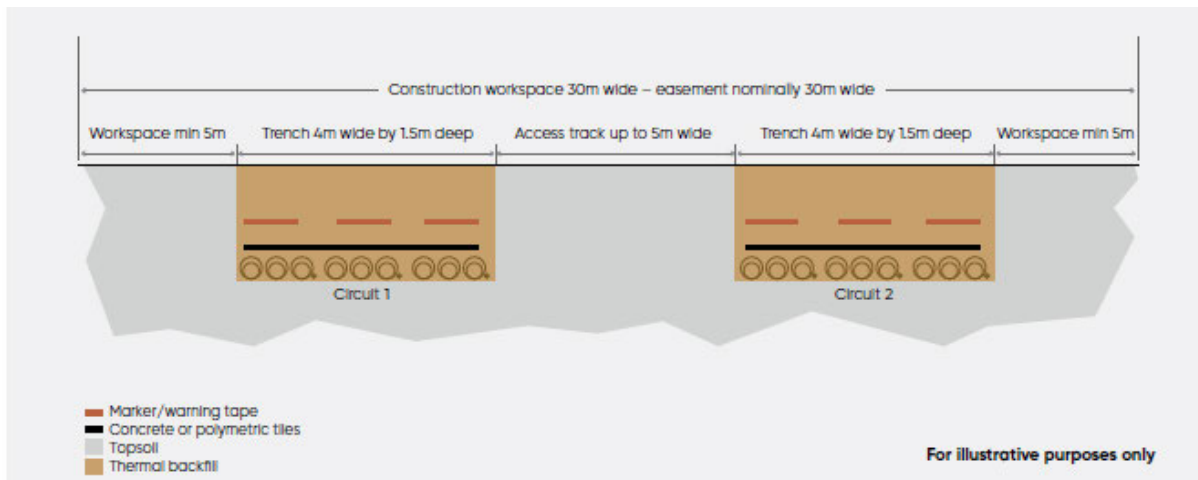 Construction workspace 30m wide – easement nominally 30m wide
Workspace min 5m Trench 4m wide by 1.5m deep Access track up to 5m wide Trench 4m wide by 1.5m deep Workspace min 5m
Circuit 1 Circuit 2
Marker/warning tape
Concrete or polymetric tiles
Topsoil
Thermal backfill
For illustrative purposes only